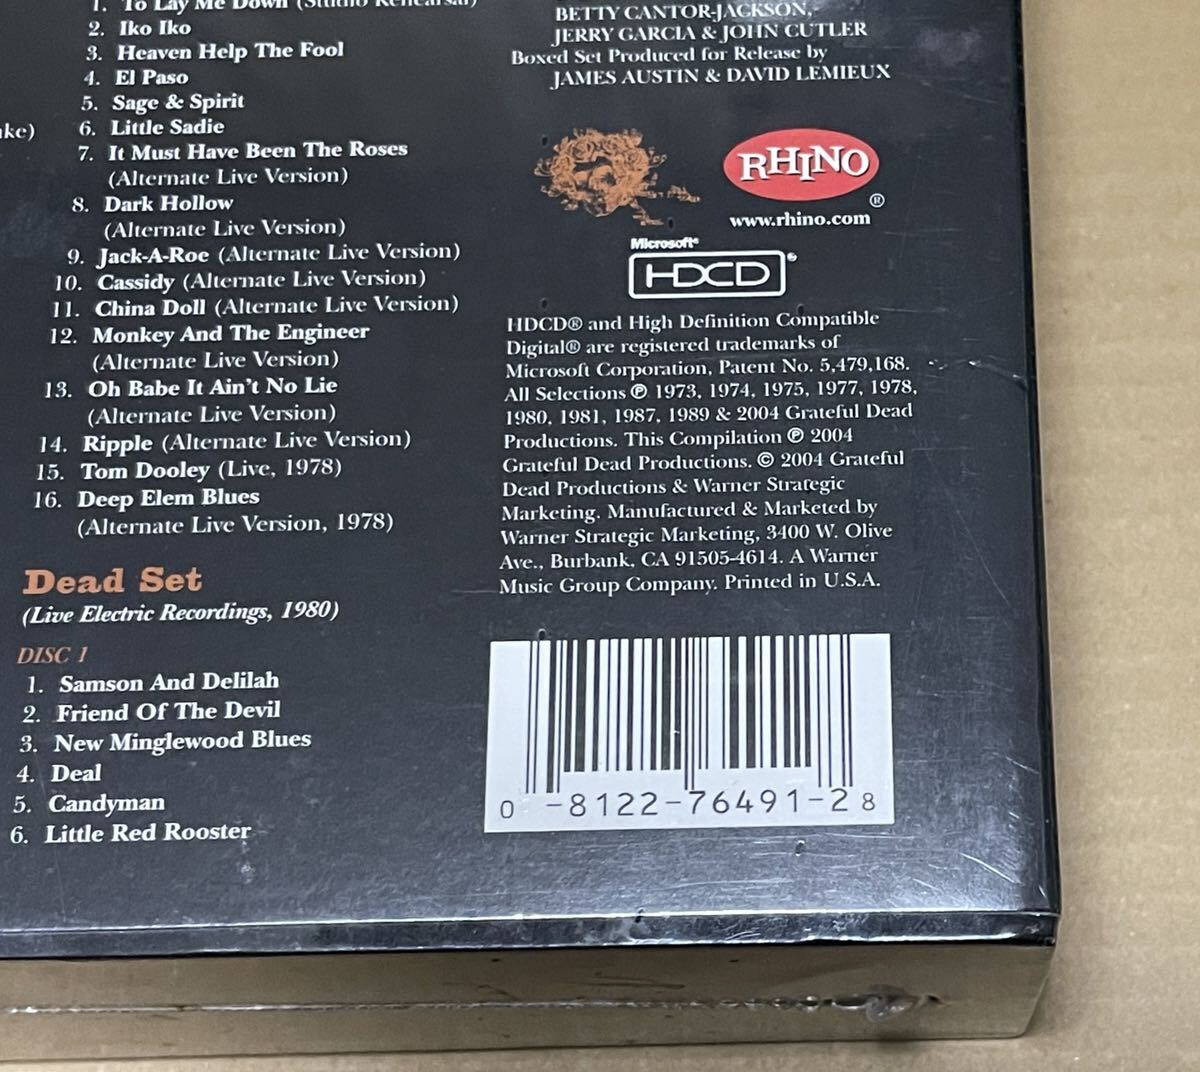 1. To Lay Me Down (Studio Rehearsal)
2. Iko Iko
3. Heaven Help The Fool
4. El Paso
5. Sage & Spirit
6. Little Sadie
7. It Must Have Been The Roses
(Alternate Live Version)
8. Dark Hollow
(Alternate Live Version)
9. Jack-A-Roe (Alternate Live Version)
10. Cassidy (Alternate Live Version)
11. China Doll (Alternate Live Version)
12. Monkey And The Engineer
(Alternate Live Version)
13. Oh Babe It Ain't No Lie
(Alternate Live Version)
14. Ripple (Alternate Live Version)
15. Tom Dooley (Live, 1978)
16. Deep Elem Blues
(Alternate Live Version, 1978)
Dead Set
(Live Electric Recordings, 1980)
DISC 1
1. Samson And Delilah
2. Friend Of The Devil
3. New Minglewood Blues
4. Deal
5. Candyman
6. Little Red Rooster
BETTY CANTOR-JACKSON,
JERRY GARCIA & JOHN CUTLER
Boxed Set Produced for Release by
JAMES AUSTIN & DAVID LEMIEUX
RHINO
®
www.rhino.com
Microsoft®
HDCD®
HDCD® and High Definition Compatible
Digital® are registered trademarks of
Microsoft Corporation, Patent No. 5,479,168.
All Selections ℗ 1973, 1974, 1975, 1977, 1978,
1980, 1981, 1987, 1989 & 2004 Grateful Dead
Productions. This Compilation ℗ 2004
Grateful Dead Productions. © 2004 Grateful
Dead Productions & Warner Strategic
Marketing. Manufactured & Marketed by
Warner Strategic Marketing, 3400 W. Olive
Ave., Burbank, CA 91505-4614. A Warner
Music Group Company. Printed in U.S.A.
0 -8122-76491-2 8